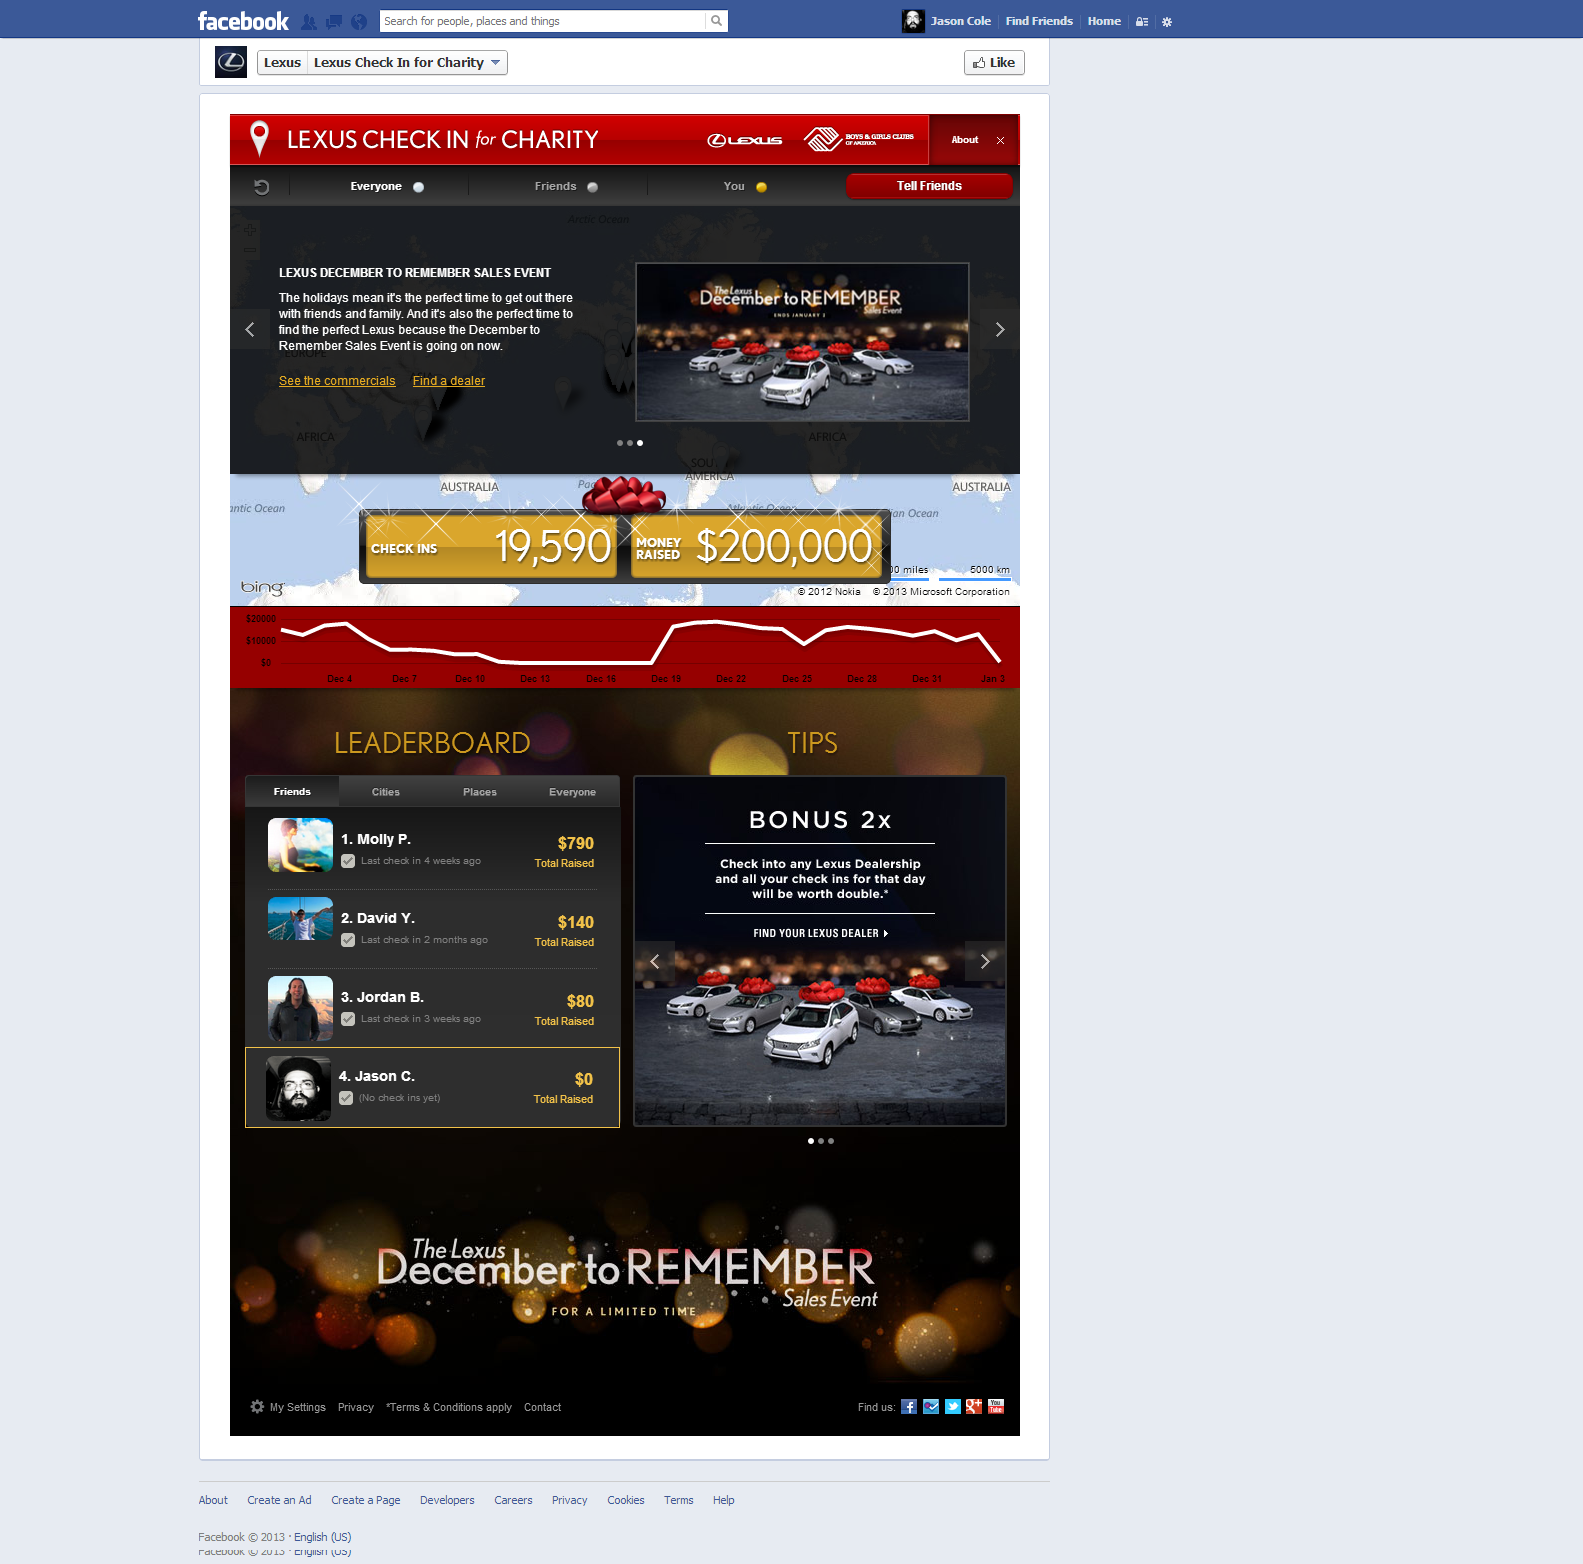 facebook
Search for people, places and things
Jason Cole
Find Friends
Home
Lexus
Lexus Check In for Charity
Like
LEXUS CHECK IN for CHARITY
LEXUS
BOYS & GIRLS CLUBS
OF AMERICA
About
Everyone
Friends
You
Tell Friends
Arctic Ocean
LEXUS DECEMBER TO REMEMBER SALES EVENT
The holidays mean it's the perfect time to get out there
with friends and family. And it's also the perfect time to
find the perfect Lexus because the December to
Remember Sales Event is going on now.
See the commercials
Find a dealer
The Lexus
December to REMEMBER
Sales Event
ENDS JANUARY 2
EUROPE
AFRICA
AFRICA
AMERICA
AUSTRALIA
AUSTRALIA
antic Ocean
Atlantic Ocean
ian Ocean
CHECK INS
19,590
MONEY
RAISED
$200,000
00 miles
5000 km
bing
© 2012 Nokia
© 2013 Microsoft Corporation
$20000
$10000
$0
Dec 4
Dec 7
Dec 10
Dec 13
Dec 16
Dec 19
Dec 22
Dec 25
Dec 28
Dec 31
Jan 3
LEADERBOARD
Friends
Cities
Places
Everyone
1. Molly P.
Last check in 4 weeks ago
$790
Total Raised
2. David Y.
Last check in 2 months ago
$140
Total Raised
3. Jordan B.
Last check in 3 weeks ago
$80
Total Raised
4. Jason C.
(No check ins yet)
$0
Total Raised
TIPS
BONUS 2x
Check into any Lexus Dealership
and all your check ins for that day
will be worth double.*
FIND YOUR LEXUS DEALER
The Lexus
December to REMEMBER
Sales Event
FOR A LIMITED TIME
My Settings
Privacy
*Terms & Conditions apply
Contact
Find us:
You
Tube
About
Create an Ad
Create a Page
Developers
Careers
Privacy
Cookies
Terms
Help
Facebook © 2013 · English (US)
Facebook © 2013 · English (US)